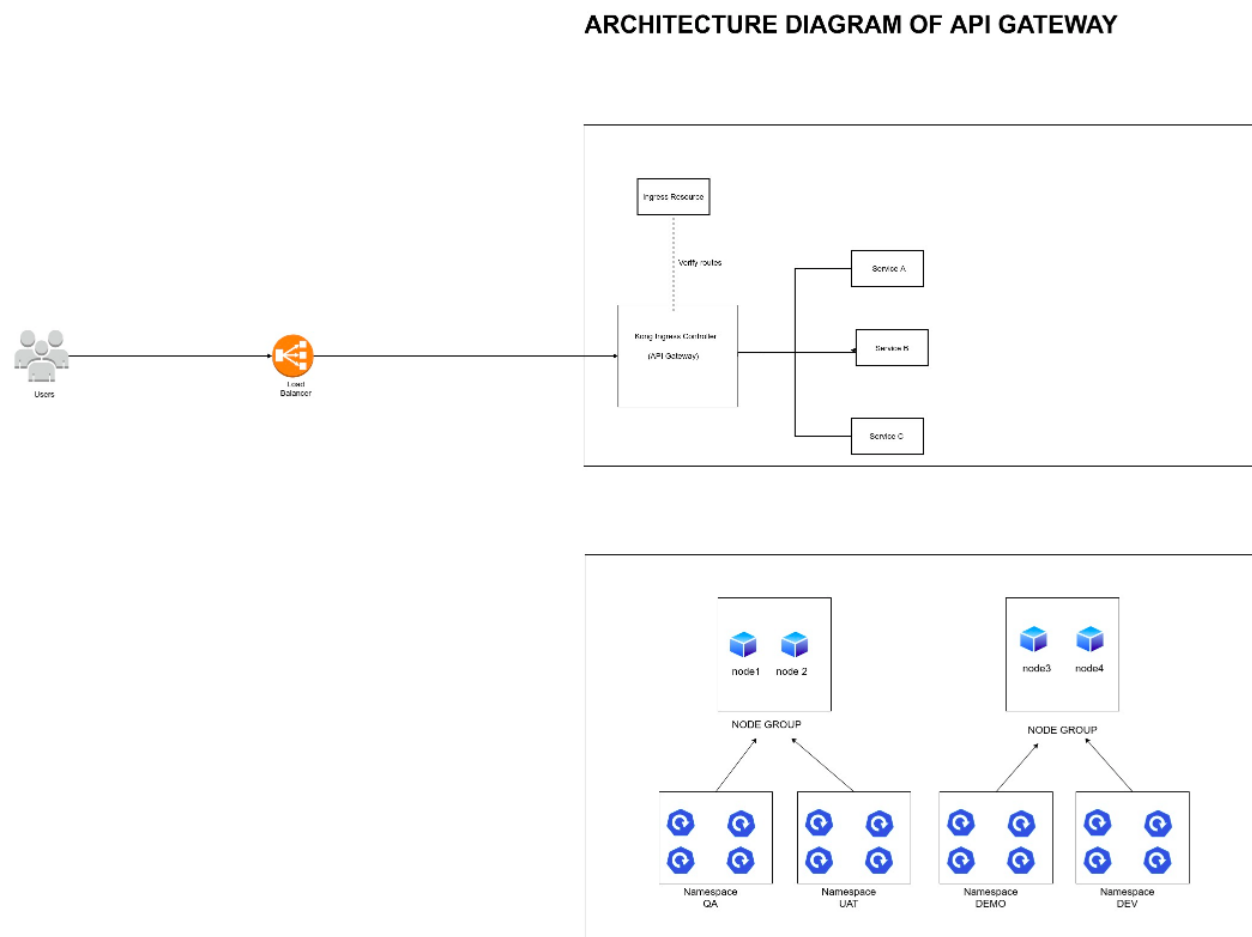 ARCHITECTURE DIAGRAM OF API GATEWAY
Ingress Resource
Verify routes
Service A
Kong Ingress Controller
(API Gateway)
Service B
Users
Load
Balancer
Service C
node1
node 2
node3
node4
NODE GROUP
NODE GROUP
Namespace
QA
Namespace
UAT
Namespace
DEMO
Namespace
DEV